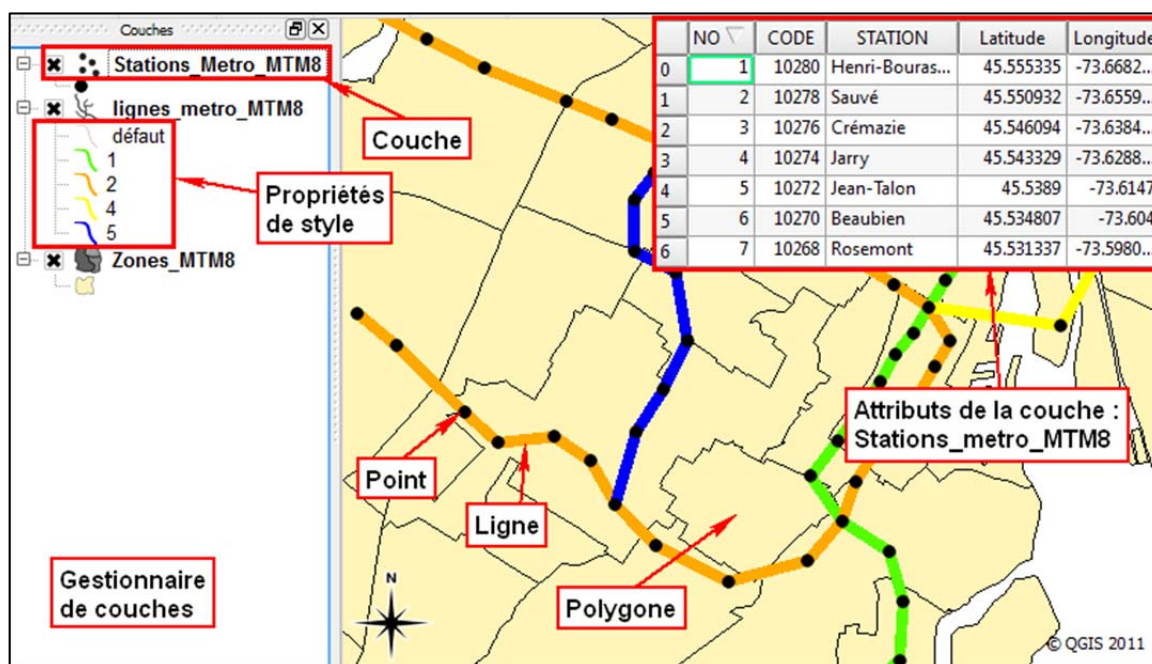 Couches
Stations_Metro_MTM8
lignes_metro_MTM8
défaut
1
2
4
5
Zones_MTM8
Couche
Propriétés
de style
Gestionnaire
de couches
NO CODE STATION Latitude Longitude
0 1 10280 Henri-Bouras... 45.555335 -73.6682...
1 2 10278 Sauvé 45.550932 -73.6559...
2 3 10276 Crémazie 45.546094 -73.6384...
3 4 10274 Jarry 45.543329 -73.6288...
4 5 10272 Jean-Talon 45.5389 -73.6147
5 6 10270 Beaubien 45.534807 -73.604
6 7 10268 Rosemont 45.531337 -73.5980...
Attributs de la couche :
Stations_metro_MTM8
Point
Ligne
Polygone
N
© QGIS 2011